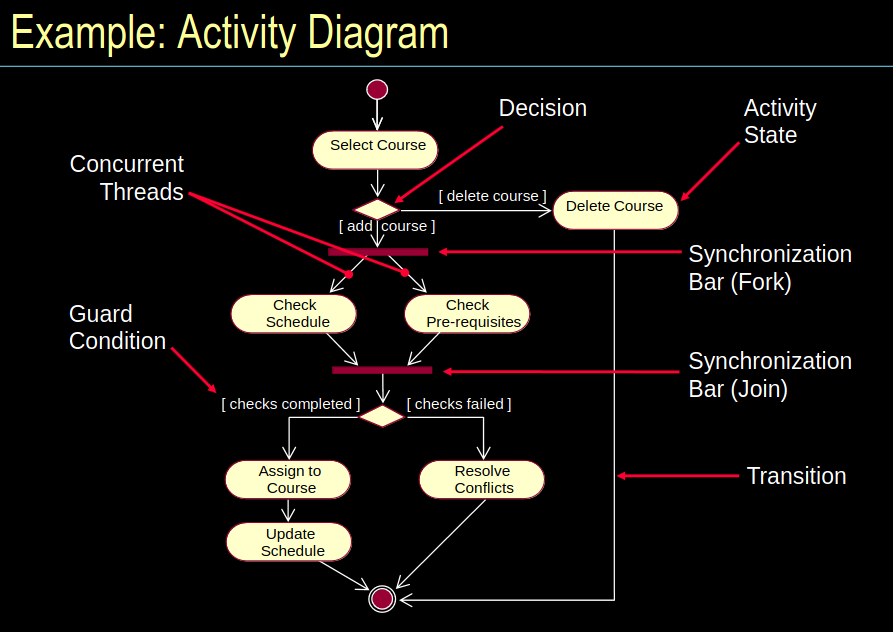 Example: Activity Diagram
Decision
Activity
State
Select Course
Concurrent
Threads
[ delete course ]
Delete Course
[ add course ]
Synchronization
Bar (Fork)
Check
Schedule
Check
Pre-requisites
Guard
Condition
Synchronization
Bar (Join)
[ checks completed ]
[ checks failed ]
Assign to
Course
Resolve
Conflicts
Transition
Update
Schedule